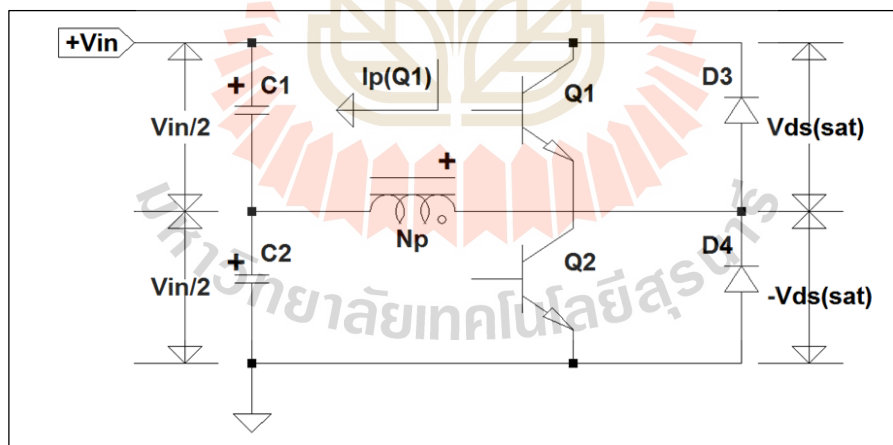 +Vin
+ C1
Ip(Q1)
Q1
D3
Vin/2
Vds(sat)
+
Np
+ C2
Q2
D4
Vin/2
-Vds(sat)
มหาวิทยาลัยเทคโนโลยีสุรนารี